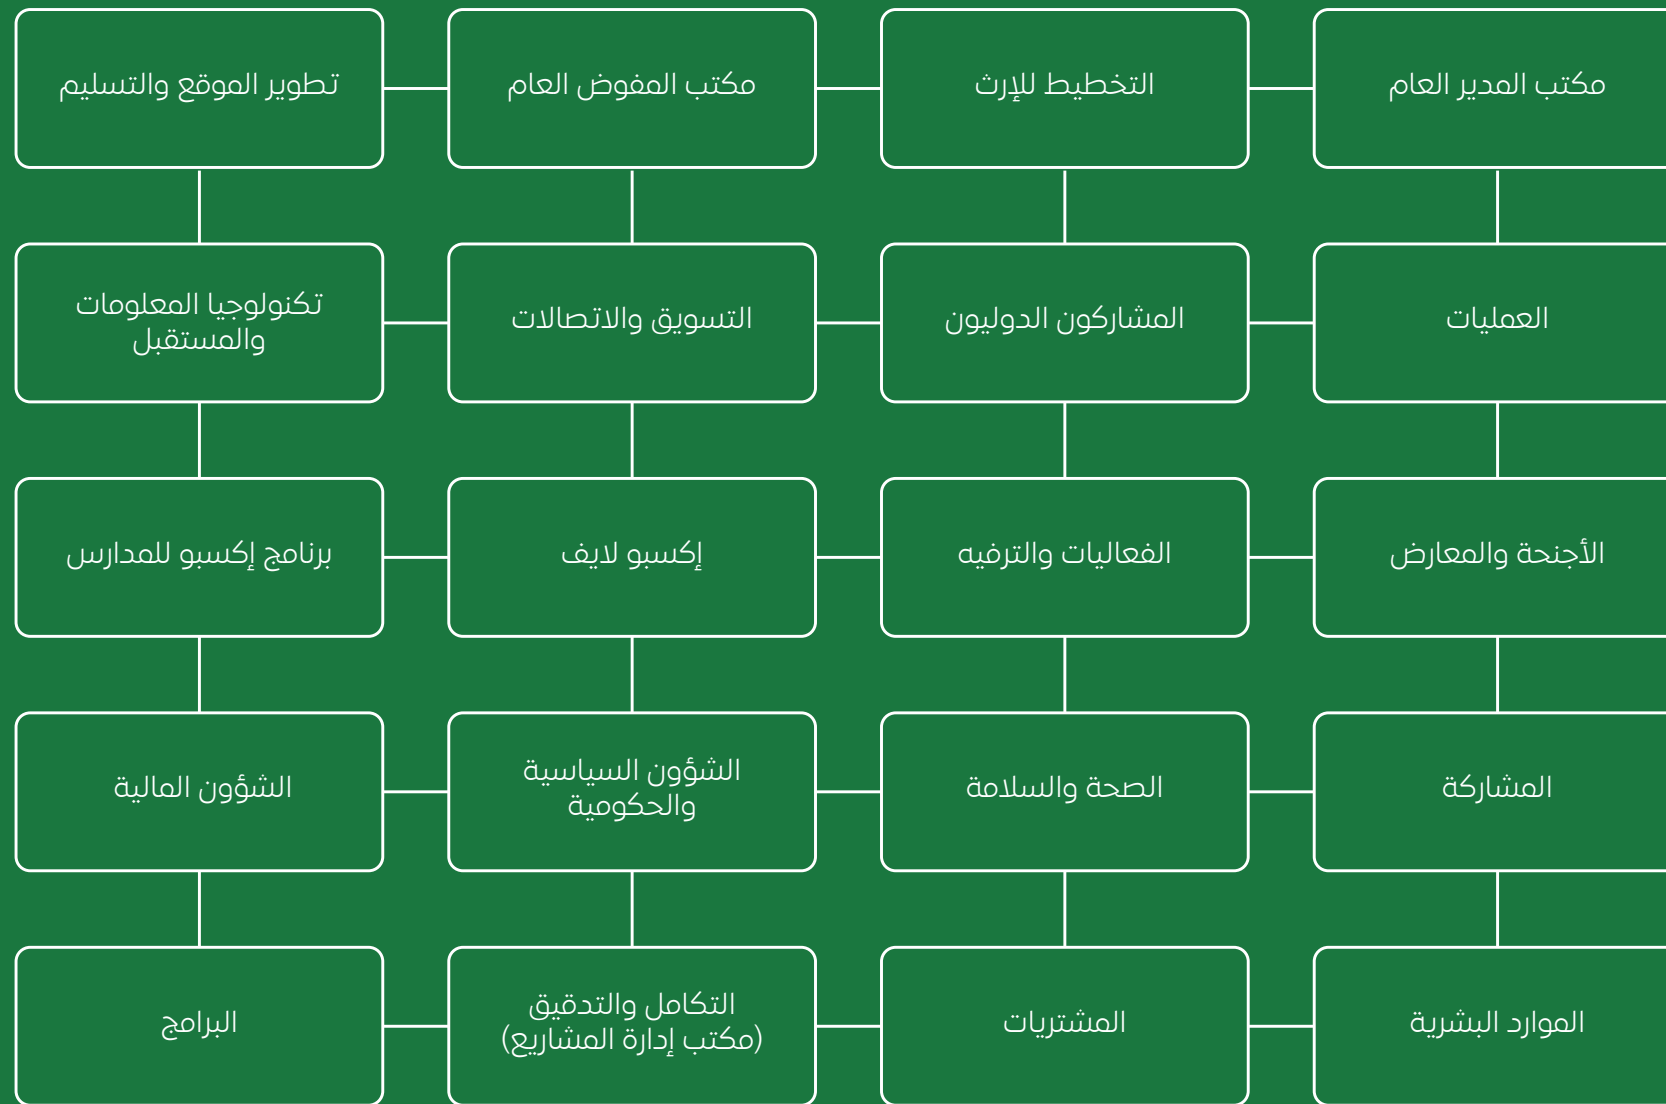 مكتب المدير العام
التخطيط للإرث
مكتب المفوض العام
تطوير الموقع والتسليم
العمليات
المشاركون الدوليون
التسويق والاتصالات
تكنولوجيا المعلومات
والمستقبل
الأجنحة والمعارض
الفعاليات والترفيه
إكسبو لايف
برنامج إكسبو للمدارس
المشاركة
الصحة والسلامة
الشؤون السياسية
والحكومية
الشؤون المالية
الموارد البشرية
المشتريات
التكامل والتدقيق
(مكتب إدارة المشاريع)
البرامج